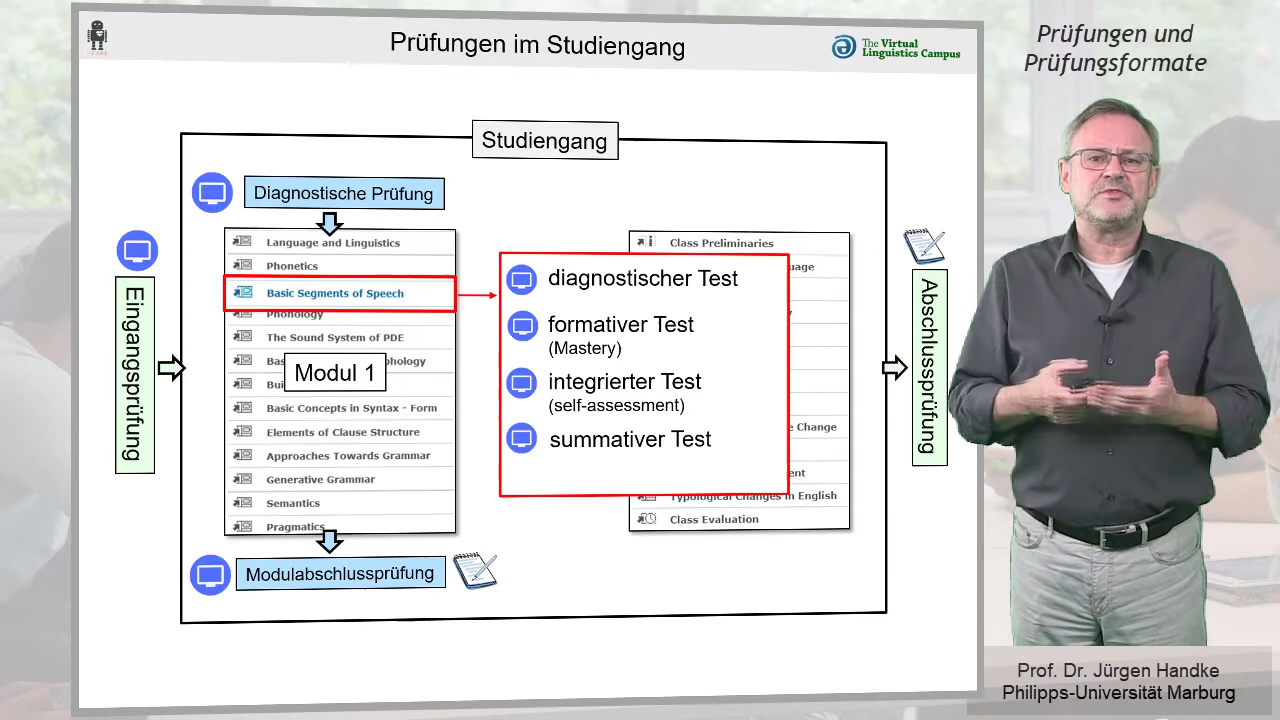 Prüfungen im Studiengang
The Virtual
Linguistics Campus
Prüfungen und
Prüfungsformate
Studiengang
Diagnostische Prüfung
Eingangsprüfung
Language and Linguistics
Phonetics
Basic Segments of Speech
Phonology
The Sound System of PDE
Modul 1
Basic Concepts in Syntax - Form
Elements of Clause Structure
Approaches Towards Grammar
Generative Grammar
Semantics
Pragmatics
Modulabschlussprüfung
diagnostischer Test
formativer Test
(Mastery)
integrierter Test
(self-assessment)
summativer Test
Class Preliminaries
uage
e Change
ent
Typological Changes in English
Class Evaluation
Abschlussprüfung
Prof. Dr. Jürgen Handke
Philipps-Universität Marburg